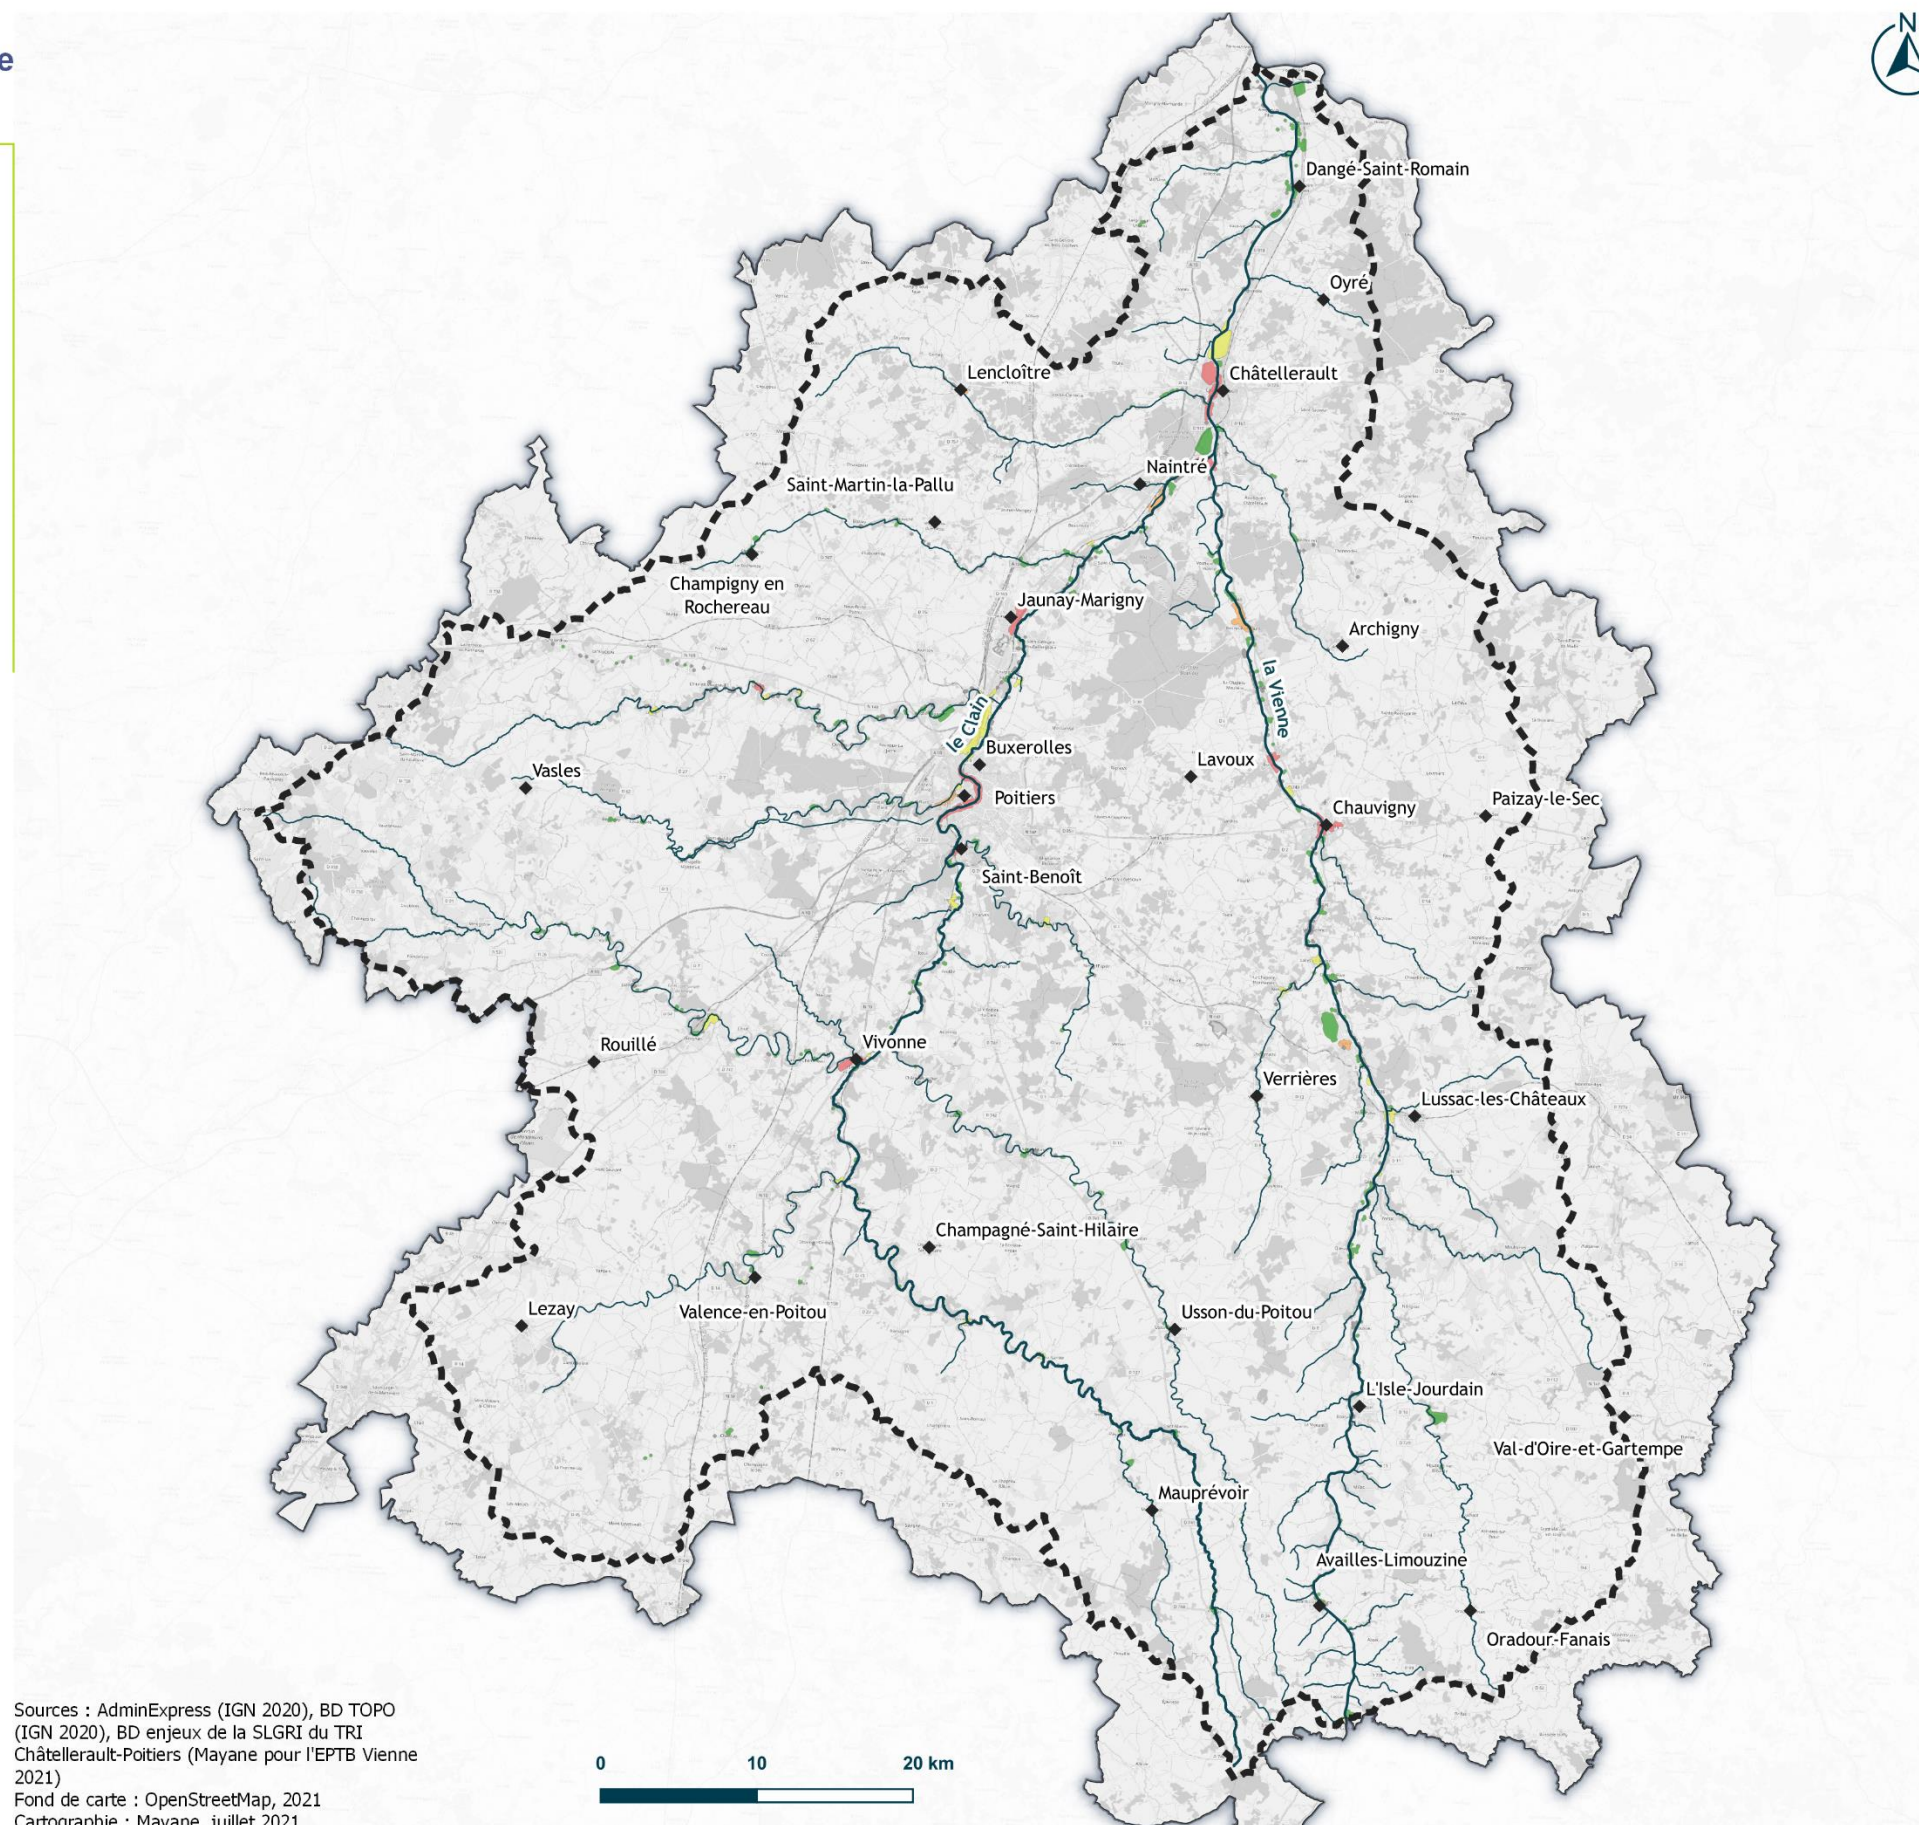 e
N
Dangé-Saint-Romain
Oyré
Châtellerault
Lencloître
Naintré
Saint-Martin-la-Pallu
Champigny en
Rochereau
Jaunay-Marigny
Archigny
la Vienne
le Clain
Buxerolles
Lavoux
Vasles
Poitiers
Paizay-le-Sec
Chauvigny
Saint-Benoît
Vivonne
Rouillé
Verrières
Lussac-les-Châteaux
Champagné-Saint-Hilaire
Lezay
Valence-en-Poitou
Usson-du-Poitou
L'Isle-Jourdain
Val-d'Oire-et-Gartempe
Mauprévoir
Availles-Limouzine
Oradour-Fanais
Sources : AdminExpress (IGN 2020), BD TOPO
(IGN 2020), BD enjeux de la SLGRI du TRI
Châtellerault-Poitiers (Mayane pour l'EPTB Vienne
2021)
Fond de carte : OpenStreetMap, 2021
Cartographie : Mayane, juillet 2021
0 10 20 km